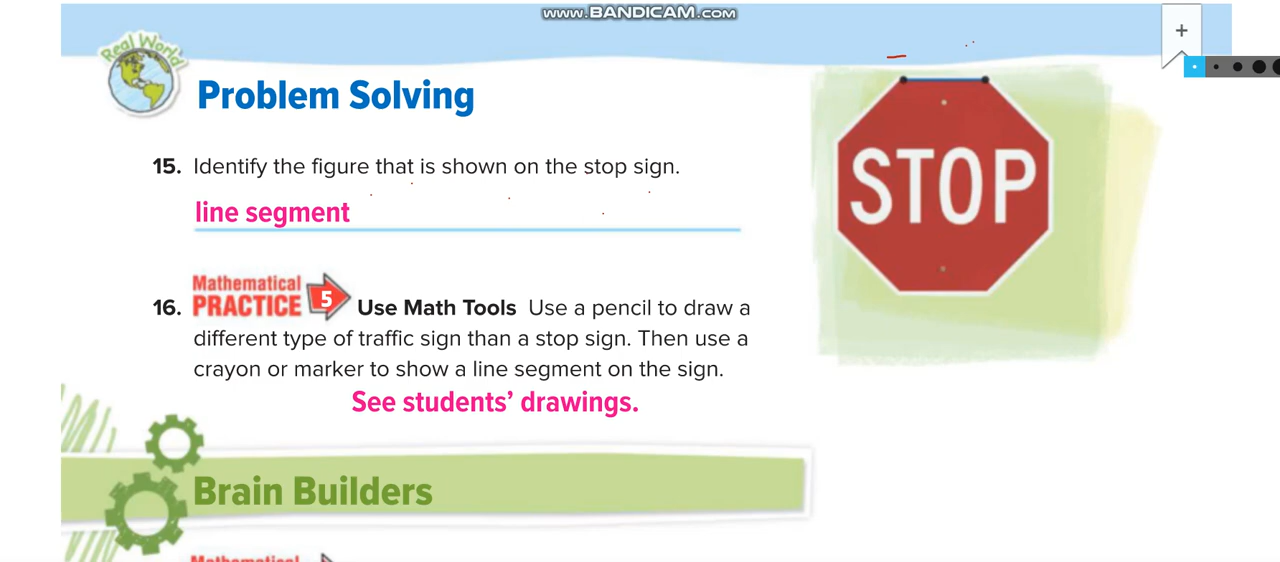 www.BANDICAM.com
Real World
Problem Solving
15. Identify the figure that is shown on the stop sign.
line segment
STOP
Mathematical
PRACTICE 5
16. Use Math Tools Use a pencil to draw a
different type of traffic sign than a stop sign. Then use a
crayon or marker to show a line segment on the sign.
See students’ drawings.
Brain Builders